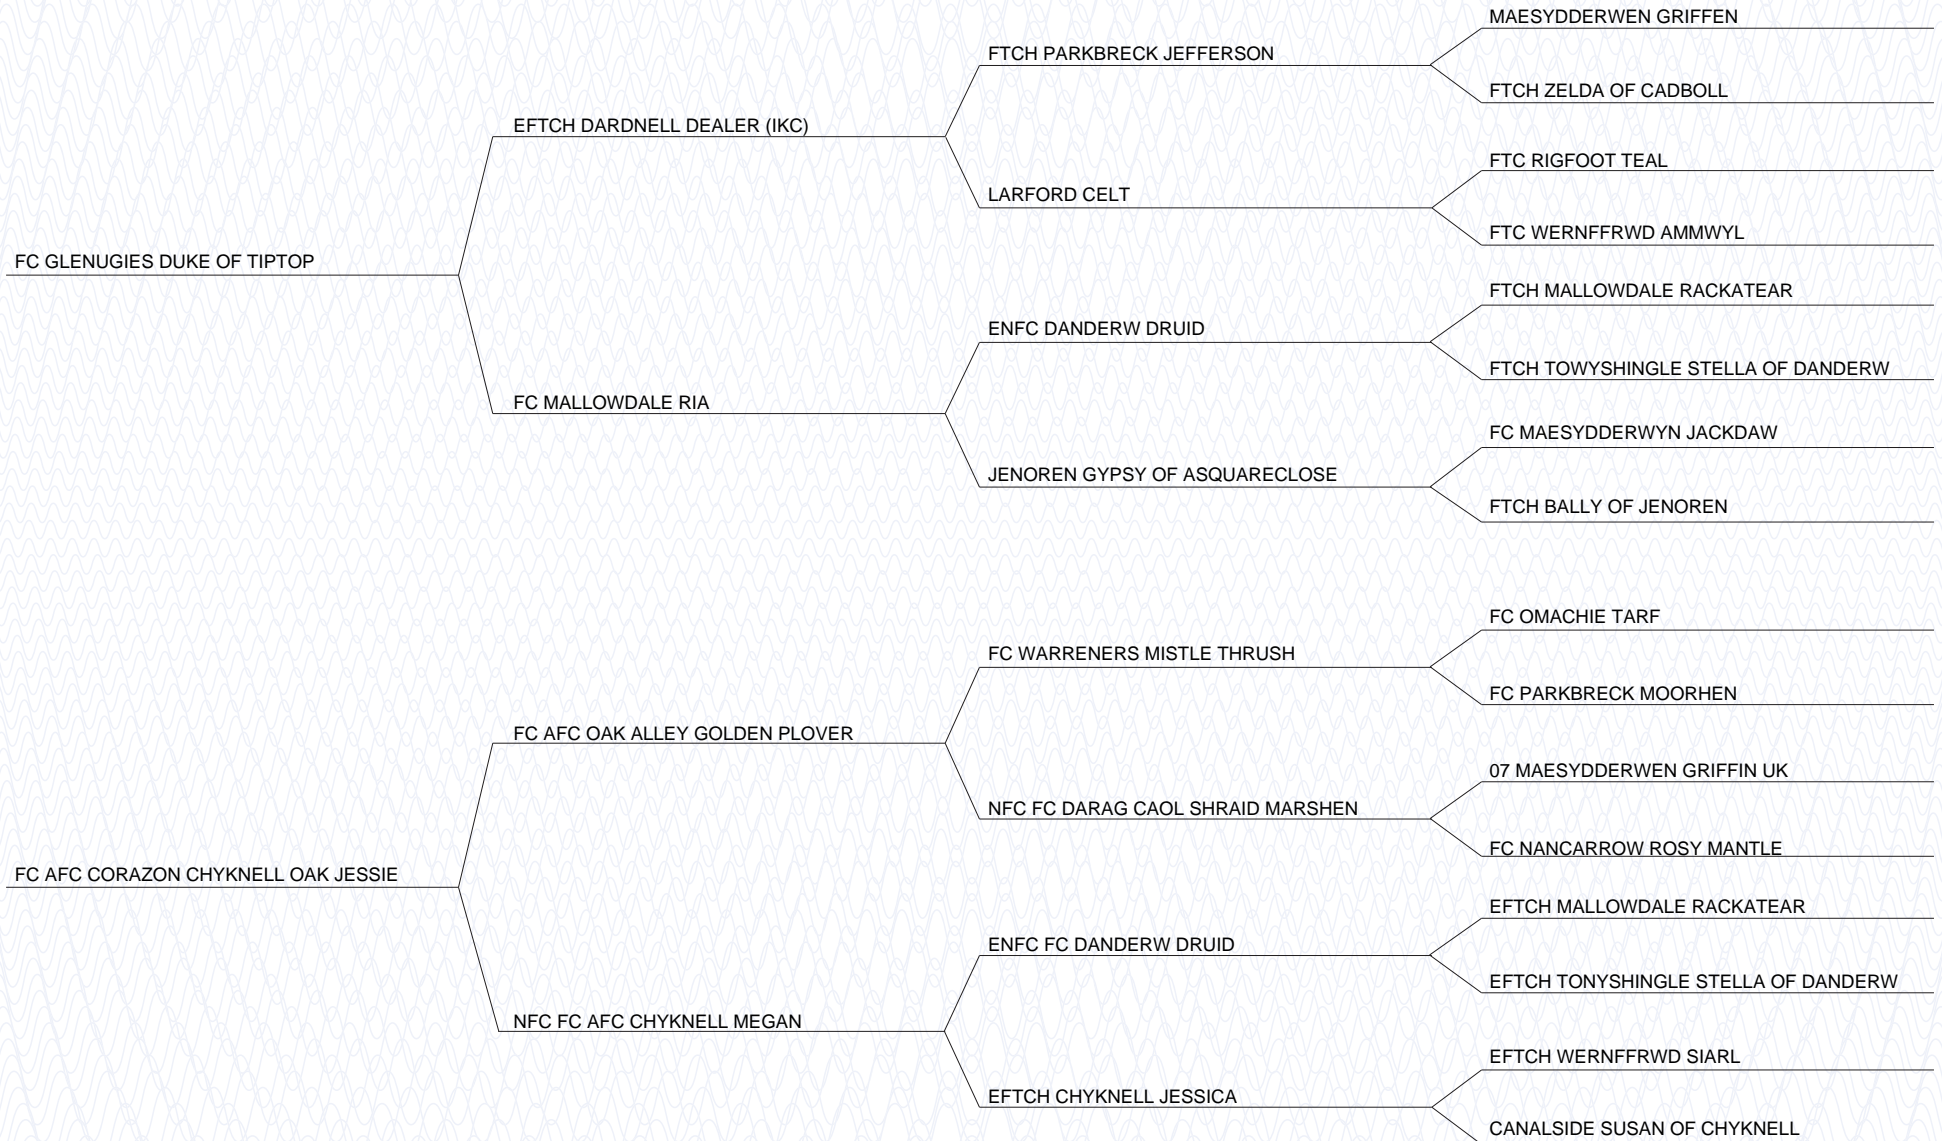 MAESYDDERWEN GRIFFEN
FTCH PARKBRECK JEFFERSON
FTCH ZELDA OF CADBOLL
EFTCH DARDNELL DEALER (IKC)
FTC RIGFOOT TEAL
LARFORD CELT
FTC WERNFFRWD AMMWYL
FC GLENUGIES DUKE OF TIPTOP
FTCH MALLOWDALE RACKATEAR
ENFC DANDERW DRUID
FTCH TOWYSHINGLE STELLA OF DANDERW
FC MALLOWDALE RIA
FC MAESYDDERWYN JACKDAW
JENOREN GYPSY OF ASQUARECLOSE
FTCH BALLY OF JENOREN
FC OMACHIE TARF
FC WARRENERS MISTLE THRUSH
FC PARKBRECK MOORHEN
FC AFC OAK ALLEY GOLDEN PLOVER
07 MAESYDDERWEN GRIFFIN UK
NFC FC DARAG CAOL SHRAID MARSHEN
FC NANCARROW ROSY MANTLE
FC AFC CORAZON CHYKNELL OAK JESSIE
EFTCH MALLOWDALE RACKATEAR
ENFC FC DANDERW DRUID
EFTCH TONYSHINGLE STELLA OF DANDERW
NFC FC AFC CHYKNELL MEGAN
EFTCH WERNFFRWD SIARL
EFTCH CHYKNELL JESSICA
CANALSIDE SUSAN OF CHYKNELL